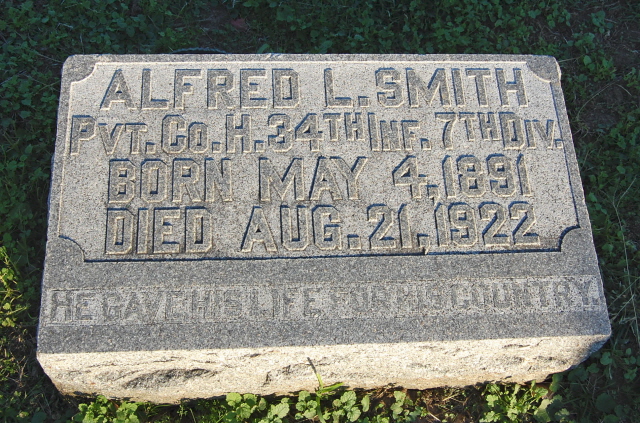 ALFRED L. SMITH
PVT. CO. H. 34TH INF. 7TH DIV.
BORN MAY 4, 1891
DIED AUG. 21, 1922
HE GAVE HIS LIFE FOR HIS COUNTRY.